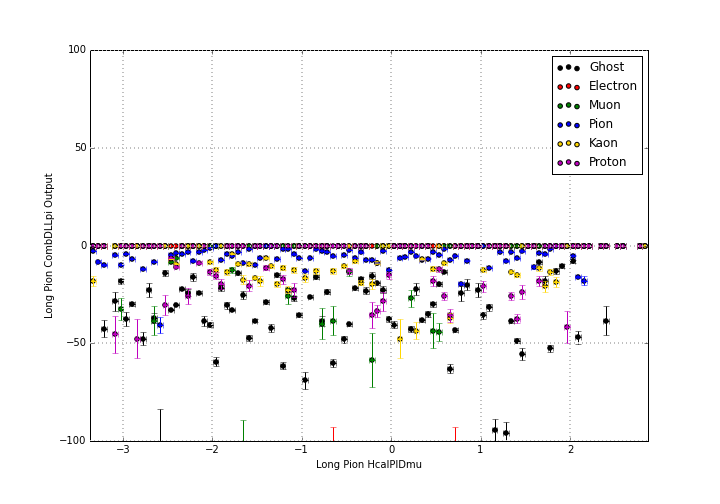 100
50
0
−50
−100
Long Pion CombDLLpi Output
Ghost
Electron
Muon
Pion
Kaon
Proton
−3 −2 −1 0 1 2
Long Pion HcalPIDmu